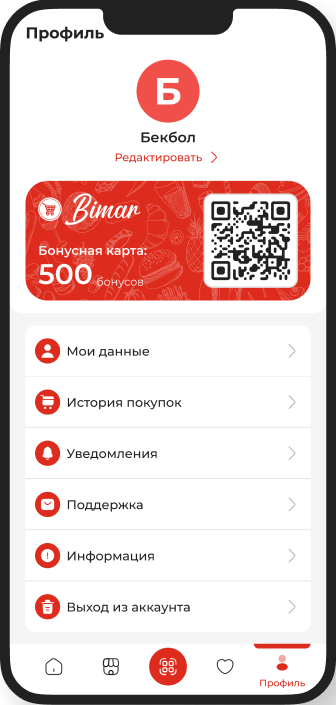 Профиль
Б
Бекбол
Редактировать
Bimar
Бонусная карта:
500 бонусов
Мои данные
История покупок
Уведомления
Поддержка
Информация
Выход из аккаунта
Профиль